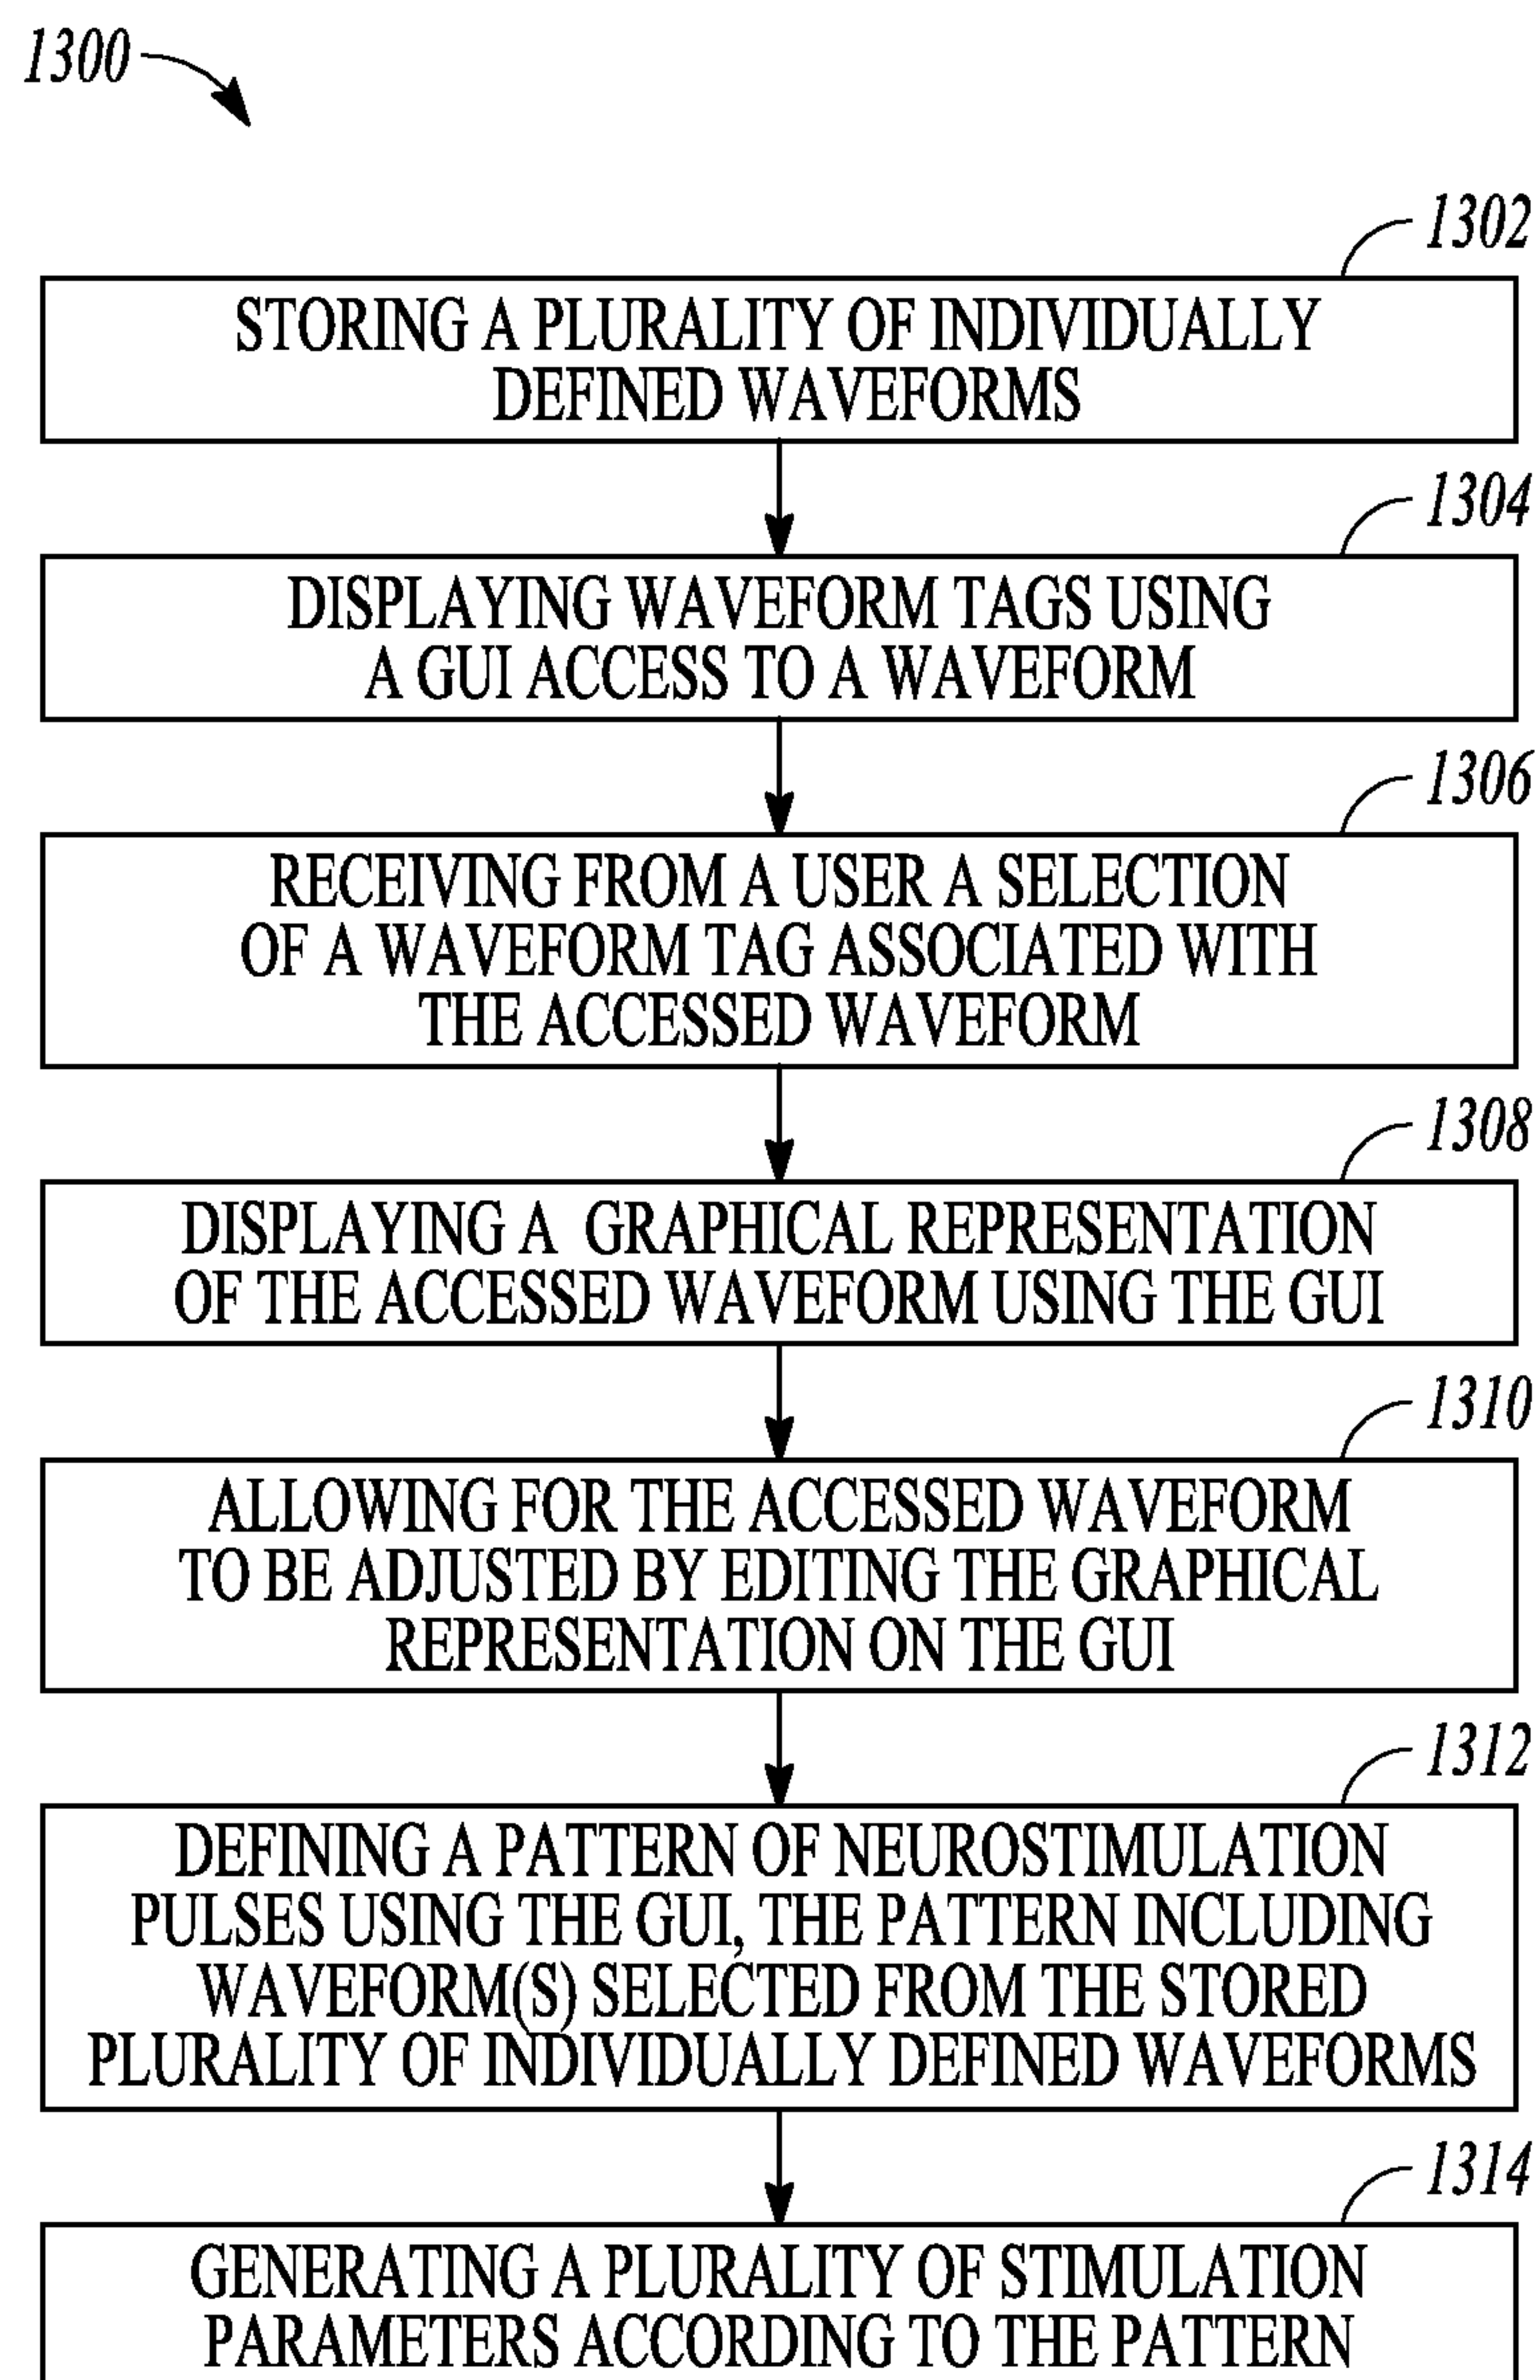 1300
1302
STORING A PLURALITY OF INDIVIDUALLY
DEFINED WAVEFORMS
1304
DISPLAYING WAVEFORM TAGS USING
A GUI ACCESS TO A WAVEFORM
1306
RECEIVING FROM A USER A SELECTION
OF A WAVEFORM TAG ASSOCIATED WITH
THE ACCESSED WAVEFORM
1308
DISPLAYING A GRAPHICAL REPRESENTATION
OF THE ACCESSED WAVEFORM USING THE GUI
1310
ALLOWING FOR THE ACCESSED WAVEFORM
TO BE ADJUSTED BY EDITING THE GRAPHICAL
REPRESENTATION ON THE GUI
1312
DEFINING A PATTERN OF NEUROSTIMULATION
PULSES USING THE GUI, THE PATTERN INCLUDING
WAVEFORM(S) SELECTED FROM THE STORED
PLURALITY OF INDIVIDUALLY DEFINED WAVEFORMS
1314
GENERATING A PLURALITY OF STIMULATION
PARAMETERS ACCORDING TO THE PATTERN